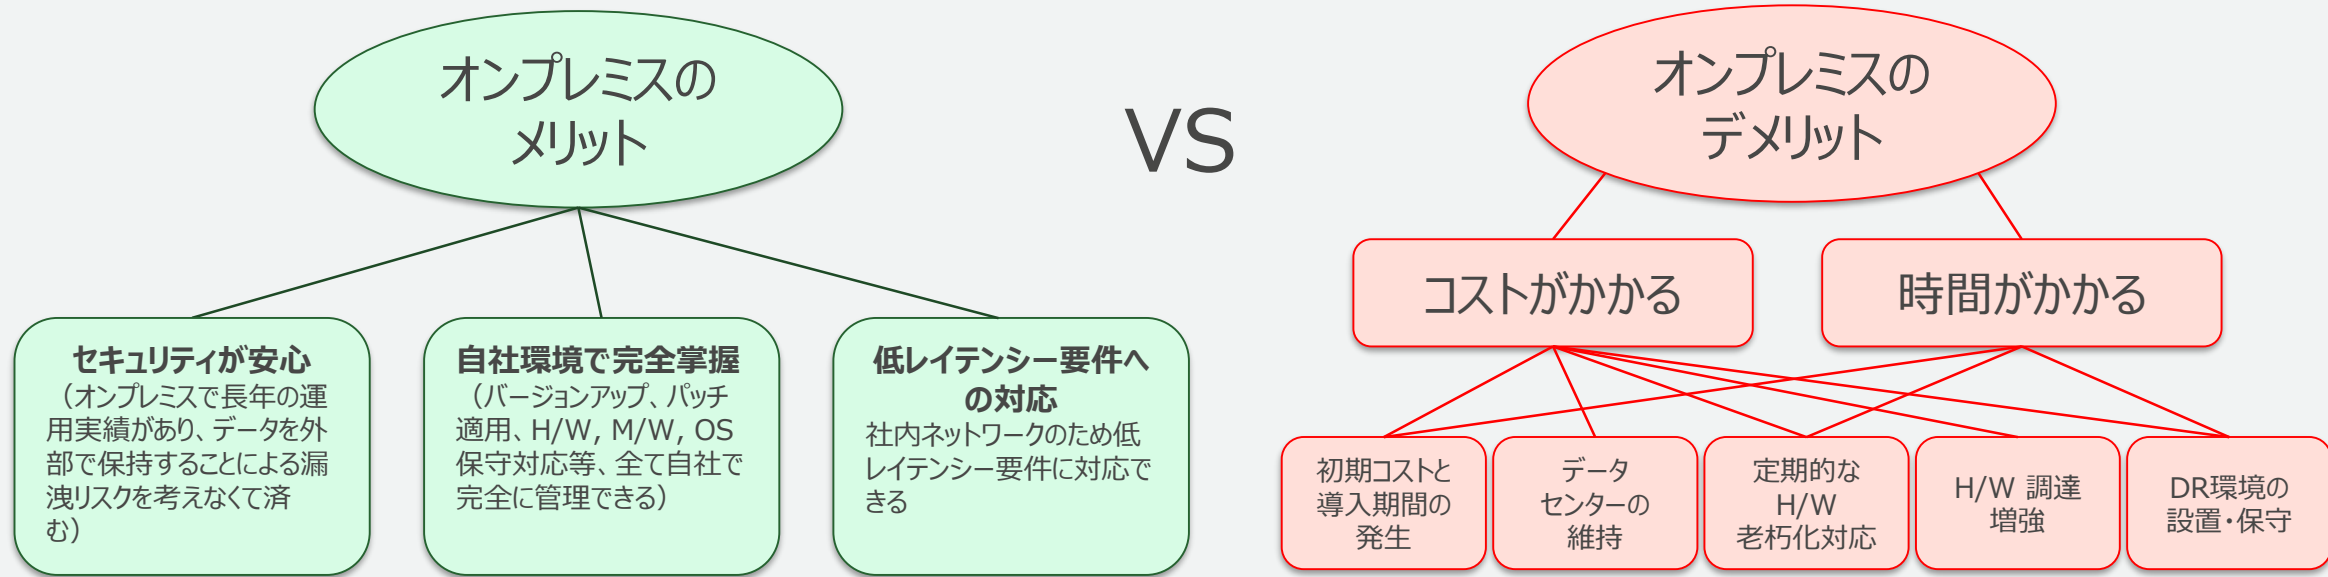 オンプレミスの
メリット
VS
オンプレミスの
デメリット
コストがかかる
時間がかかる
セキュリティが安心
（オンプレミスで長年の運
用実績があり、データを外
部で保持することによる漏
洩リスクを考えなくて済
む）
自社環境で完全掌握
（バージョンアップ、パッチ
適用、H/W, M/W, OS
保守対応等、全て自社で
完全に管理できる）
低レイテンシー要件へ
の対応
社内ネットワークのため低
レイテンシー要件に対応で
きる
初期コストと
導入期間の
発生
データ
センターの
維持
定期的な
H/W
老朽化対応
H/W 調達
増強
DR環境の
設置・保守